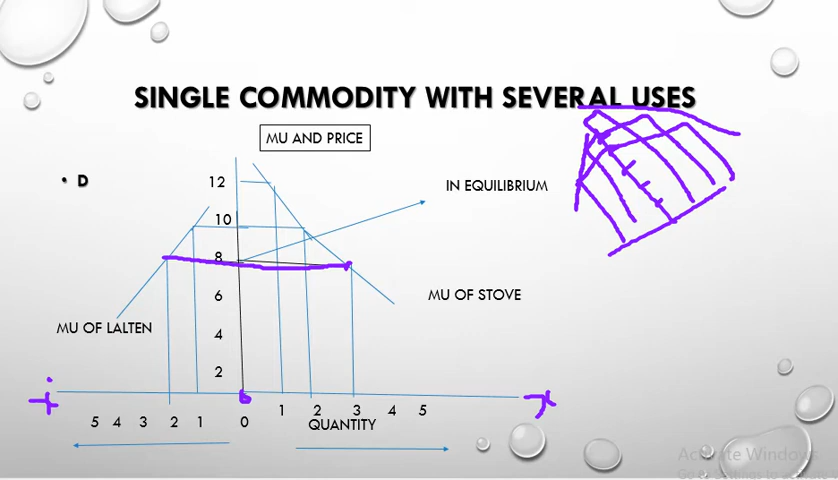 SINGLE COMMODITY WITH SEVERAL USES
MU AND PRICE
• D
12
10
8
6
4
2
IN EQUILIBRIUM
MU OF STOVE
MU OF LALTEN
5 4 3 2 1 0 1 2 3 4 5
QUANTITY
Activate Windows